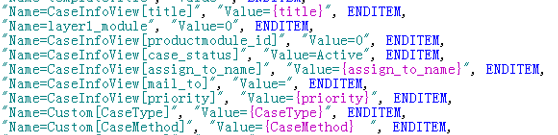 "Name=CaseInfoView[title]", "Value={title}", ENDITEM,
"Name=layer1_module", "Value=0", ENDITEM,
"Name=CaseInfoView[productmodule_id]", "Value=0", ENDITEM,
"Name=CaseInfoView[case_status]", "Value=Active", ENDITEM,
"Name=CaseInfoView[assign_to_name]", "Value={assign_to_name}", ENDITEM,
"Name=CaseInfoView[mail_to]", "Value=", ENDITEM,
"Name=CaseInfoView[priority]", "Value={priority}", ENDITEM,
"Name=Custom[CaseType]", "Value={CaseType}", ENDITEM,
"Name=Custom[CaseMethod]", "Value={CaseMethod}  ", ENDITEM,